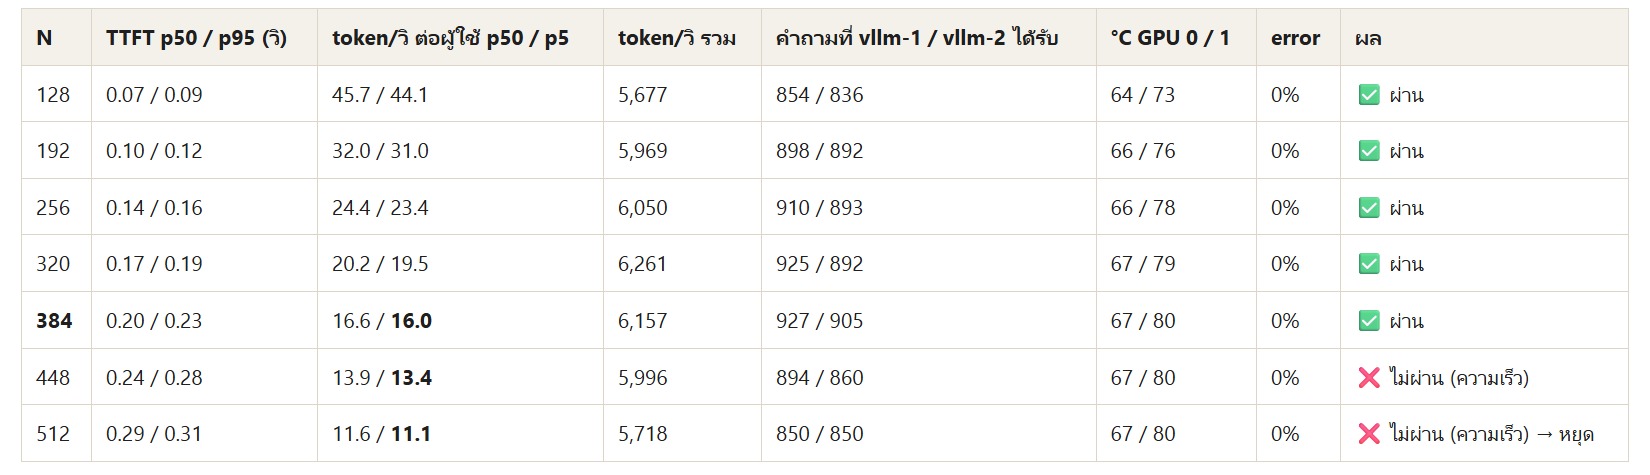 N TTFT p50 / p95 (วิ) token/วิ ต่อผู้ใช้ p50 / p5 token/วิ รวม คำถามที่ vllm-1 / vllm-2 ได้รับ °C GPU 0 / 1 error ผล
128 0.07 / 0.09 45.7 / 44.1 5,677 854 / 836 64 / 73 0% ✅ ผ่าน
192 0.10 / 0.12 32.0 / 31.0 5,969 898 / 892 66 / 76 0% ✅ ผ่าน
256 0.14 / 0.16 24.4 / 23.4 6,050 910 / 893 66 / 78 0% ✅ ผ่าน
320 0.17 / 0.19 20.2 / 19.5 6,261 925 / 892 67 / 79 0% ✅ ผ่าน
384 0.20 / 0.23 16.6 / 16.0 6,157 927 / 905 67 / 80 0% ✅ ผ่าน
448 0.24 / 0.28 13.9 / 13.4 5,996 894 / 860 67 / 80 0% ❌ ไม่ผ่าน (ความเร็ว)
512 0.29 / 0.31 11.6 / 11.1 5,718 850 / 850 67 / 80 0% ❌ ไม่ผ่าน (ความเร็ว) → หยุด